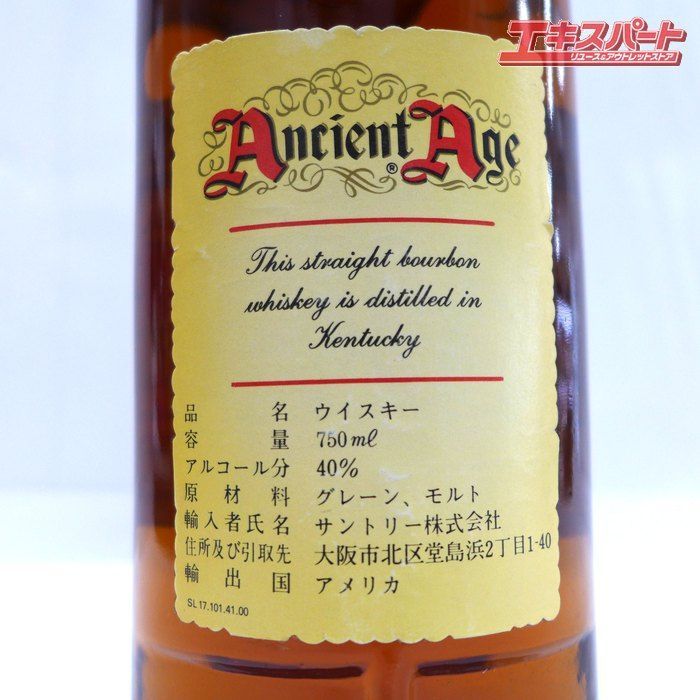 エキスパート
リユース&アウトレットストア
Ancient Age
®
This straight bourbon
whiskey is distilled in
Kentucky
品名 ウイスキー
容量 750ml
アルコール分 40%
原材料 グレーン、モルト
輸入者氏名 サントリー株式会社
住所及び引取先 大阪市北区堂島浜2丁目1-40
輸出国 アメリカ
SL 17.101.41.00